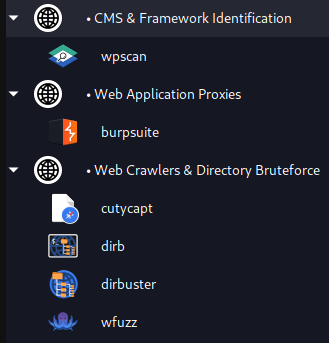 • CMS & Framework Identification
wpscan
• Web Application Proxies
burpsuite
• Web Crawlers & Directory Bruteforce
cutycapt
dirb
dirbuster
wfuzz